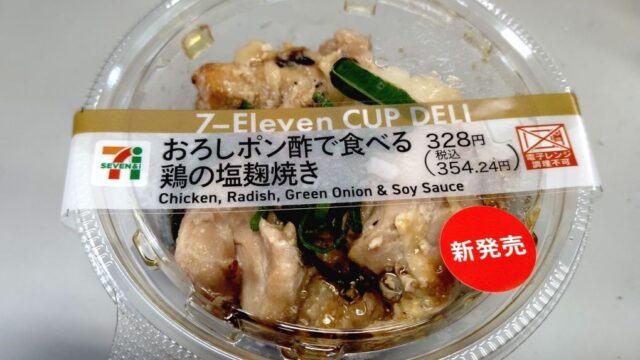 7-Eleven CUP DELI
SEVEN&i
おろしポン酢で食べる
鶏の塩麹焼き
328円
(税込
354.24円)
Chicken, Radish, Green Onion & Soy Sauce
電子レンジ
調理不可
新発売